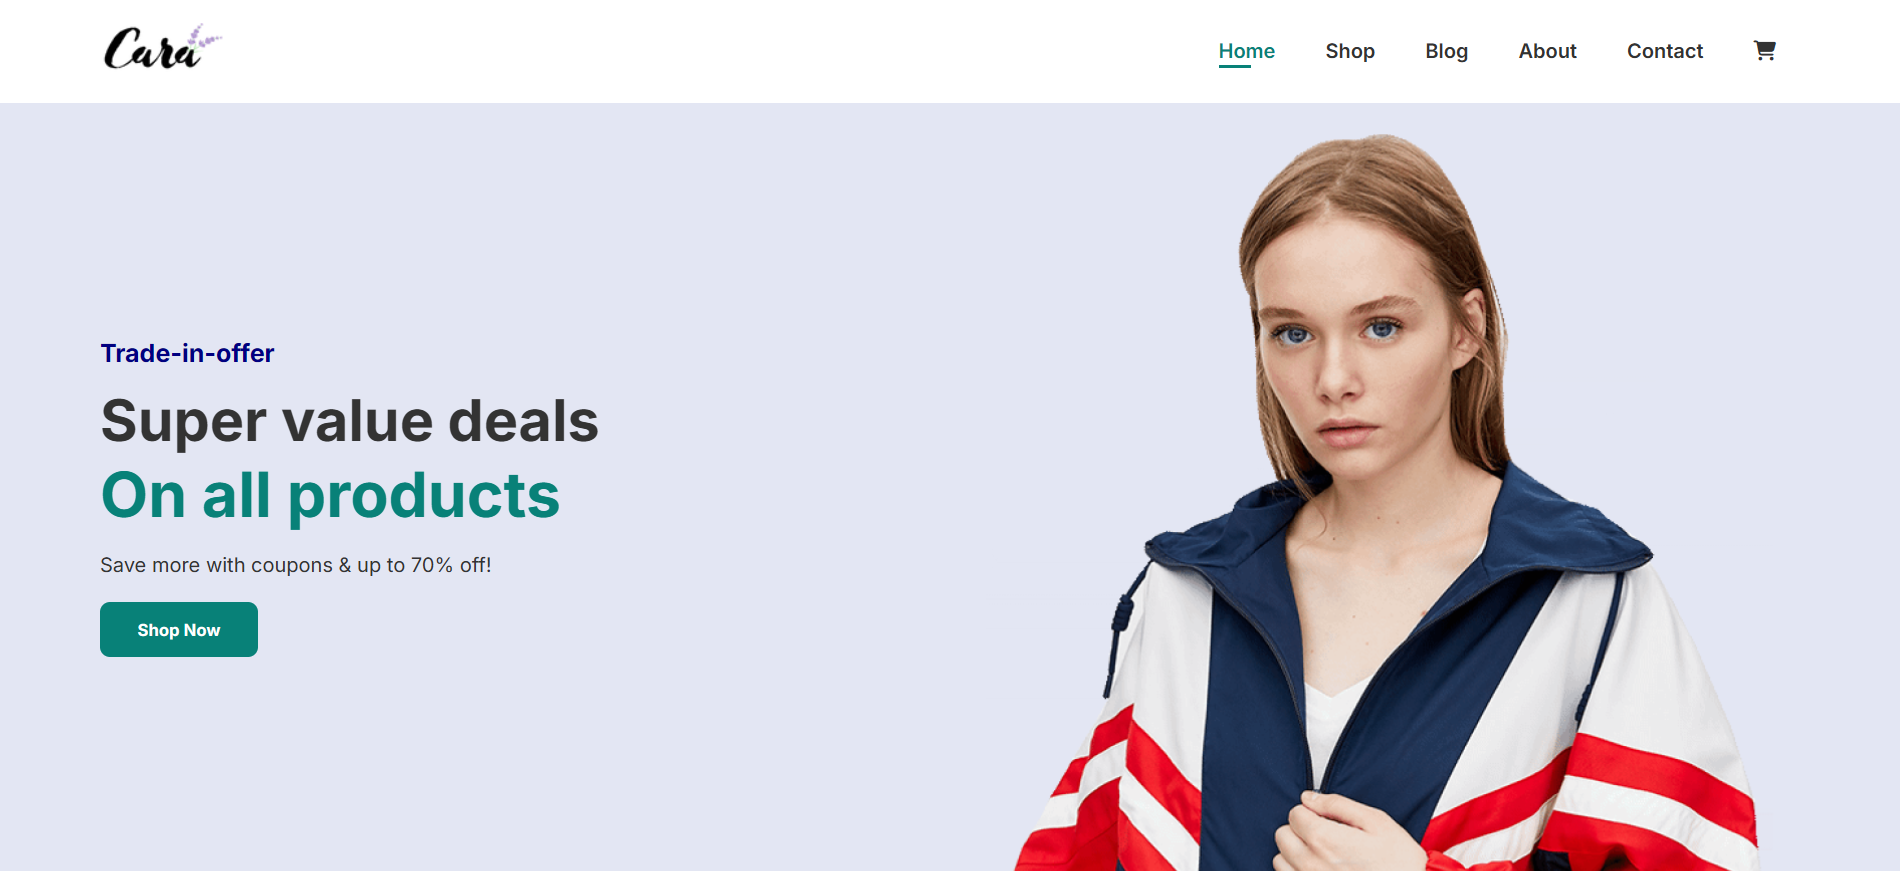 Cara
Home Shop Blog About Contact
Trade-in-offer
Super value deals
On all products
Save more with coupons & up to 70% off!
Shop Now